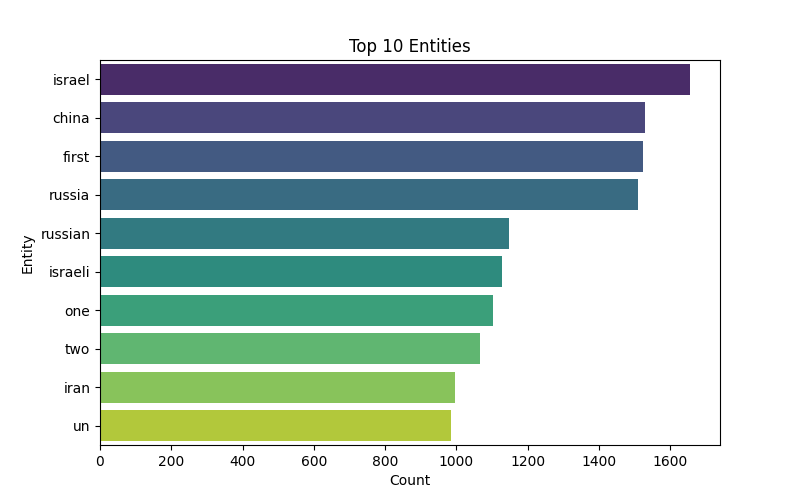 Top 10 Entities
israel
china
first
russia
russian
israeli
one
two
iran
un
Entity
0 200 400 600 800 1000 1200 1400 1600
Count